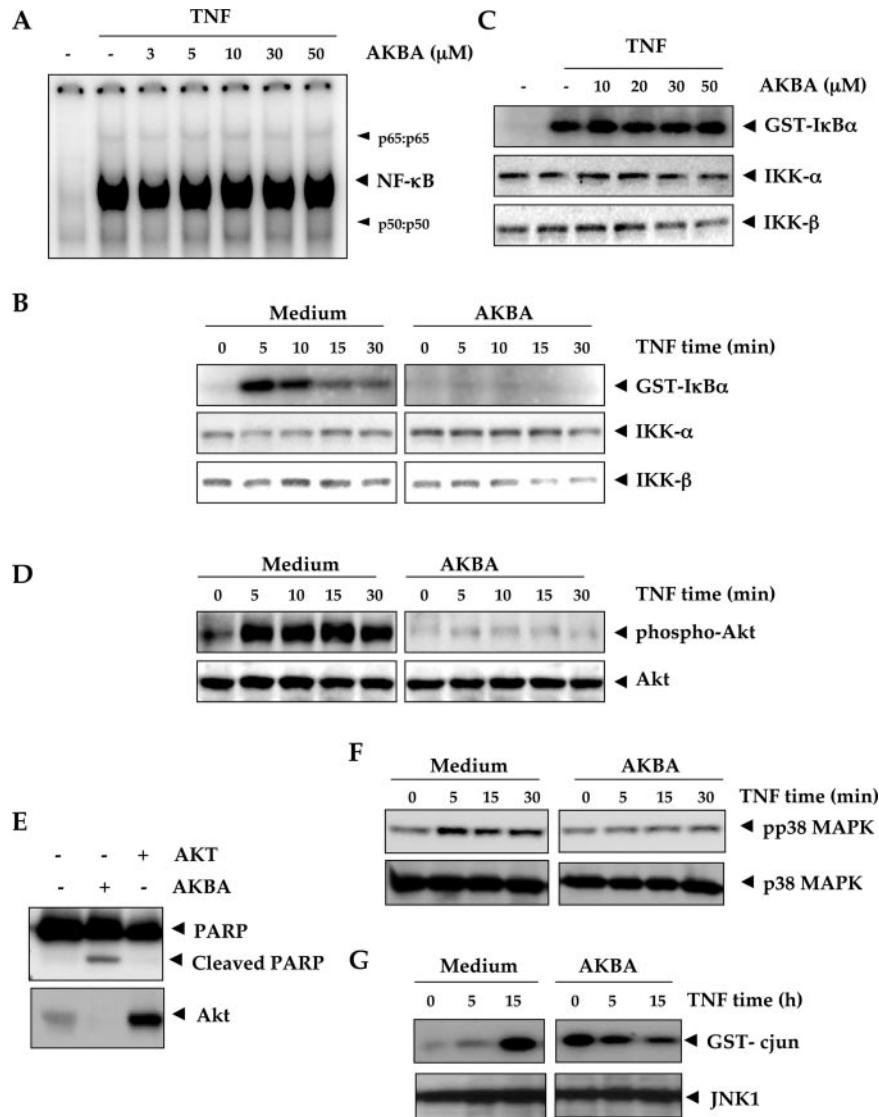 A
TNF
- - 3 5 10 30 50 AKBA (μM)
p65:p65
NF-κB
p50:p50
C
TNF
- - 10 20 30 50 AKBA (μM)
GST-IκBα
IKK-α
IKK-β
B
Medium AKBA
0 5 10 15 30 0 5 10 15 30 TNF time (min)
GST-IκBα
IKK-α
IKK-β
D
Medium AKBA
0 5 10 15 30 0 5 10 15 30 TNF time (min)
phospho-Akt
Akt
E
- - + AKT
- + - AKBA
PARP
Cleaved PARP
Akt
F
Medium AKBA
0 5 15 30 0 5 15 30 TNF time (min)
pp38 MAPK
p38 MAPK
G
Medium AKBA
0 5 15 0 5 15 TNF time (h)
GST- cjun
JNK1